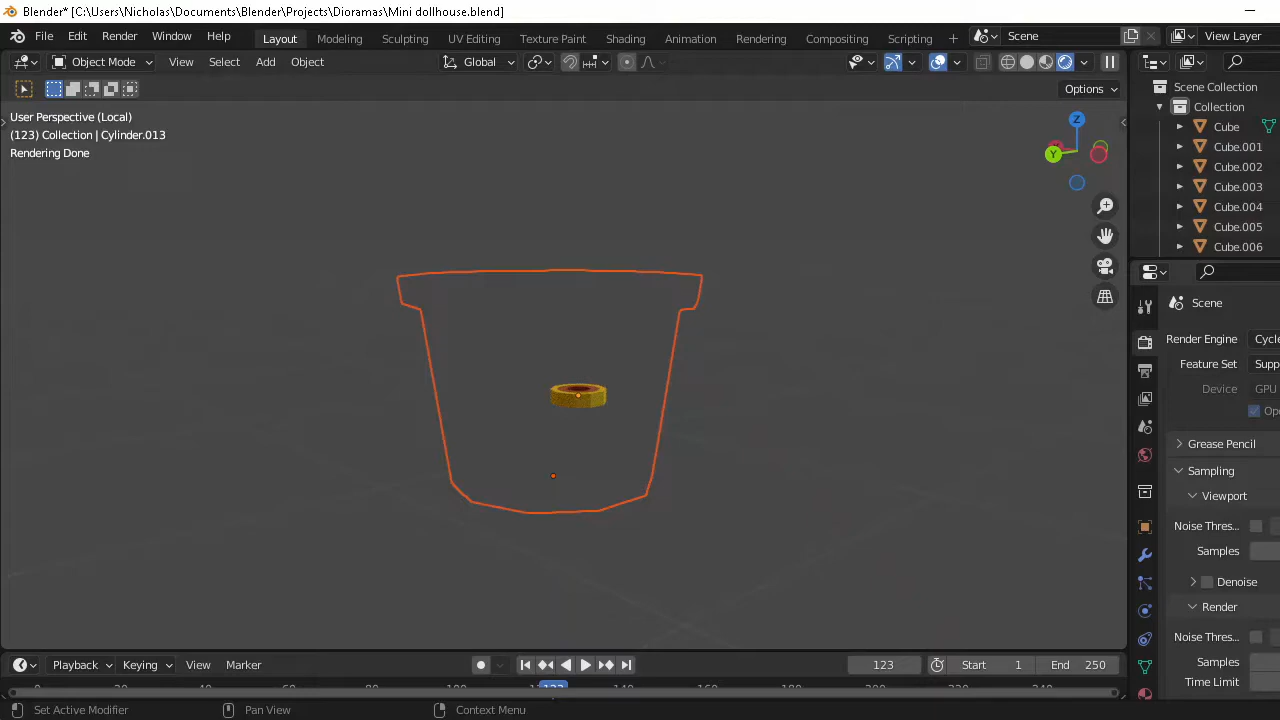 Blender* [C:\Users\Nicholas\Documents\Blender\Projects\Dioramas\Mini dollhouse.blend]
File Edit Render Window Help Layout Modeling Sculpting UV Editing Texture Paint Shading Animation Rendering Compositing Scripting + Scene View Layer
Object Mode View Select Add Object Global
Options
User Perspective (Local)
(123) Collection | Cylinder.013
Rendering Done
Z
Y
Scene Collection
Collection
Cube
Cube.001
Cube.002
Cube.003
Cube.004
Cube.005
Cube.006
Scene
Render Engine Cycl
Feature Set Supp
Device GPU
Op
Grease Pencil
Sampling
Viewport
Noise Thres...
Samples
Denoise
Render
Noise Thres...
Samples
Time Limit
Playback Keying View Marker 123 Start 1 End 250
Set Active Modifier Pan View Context Menu